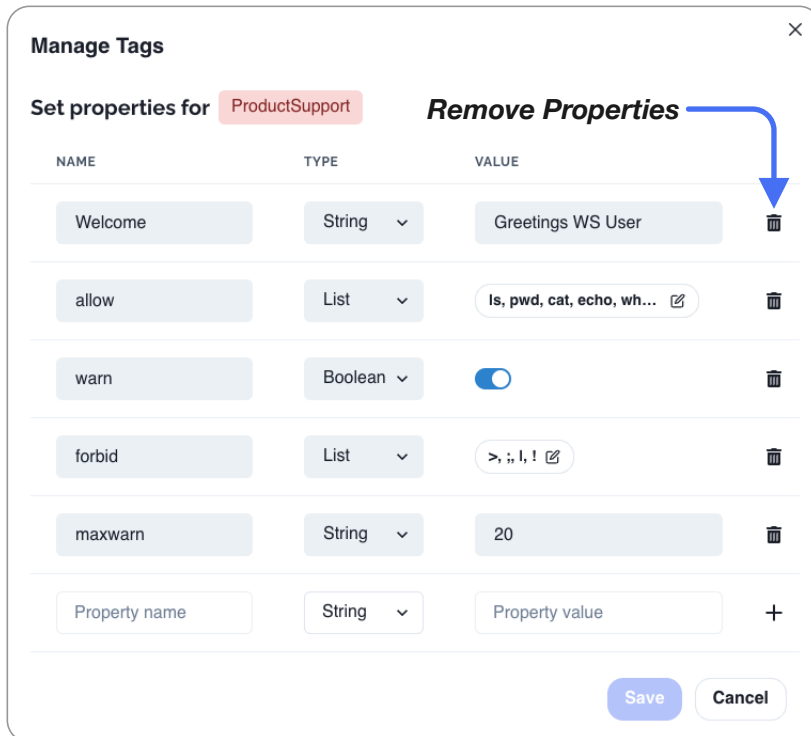 Manage Tags
Set properties for ProductSupport
Remove Properties
NAME TYPE VALUE
Welcome String Greetings WS User
allow List ls, pwd, cat, echo, wh...
warn Boolean
forbid List >, ;, |, !
maxwarn String 20
Property name String Property value
Save Cancel